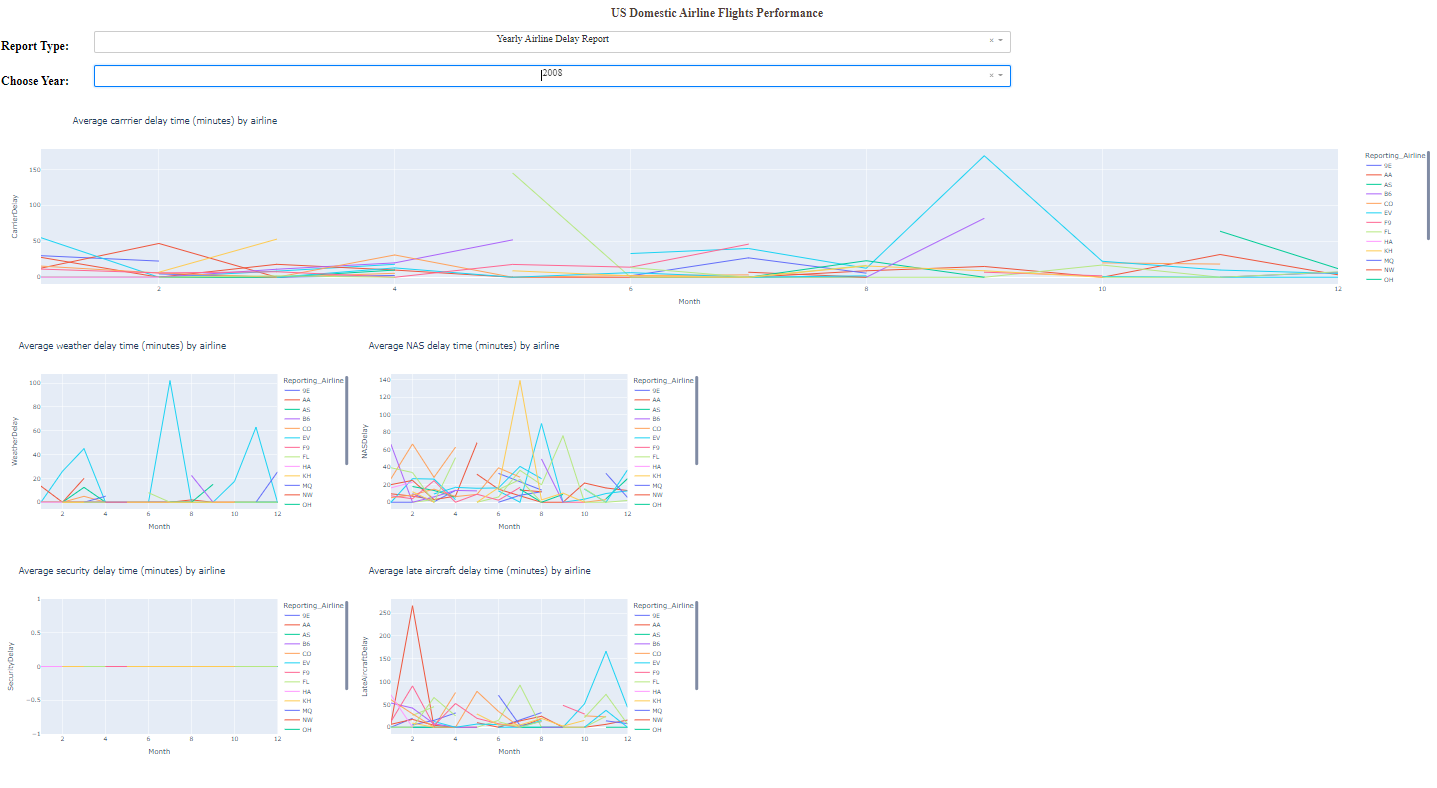 US Domestic Airline Flights Performance
Report Type:
Yearly Airline Delay Report
× 
Choose Year:
2008
×
Average carrrier delay time (minutes) by airline
CarrierDelay
150
100
50
0
2
4
6
8
10
12
Month
Reporting_Airline
9E
AA
AS
B6
CO
EV
F9
FL
HA
KH
MQ
NW
OH
Average weather delay time (minutes) by airline
WeatherDelay
100
80
60
40
20
0
2
4
6
8
10
12
Month
Reporting_Airline
9E
AA
AS
B6
CO
EV
F9
FL
HA
KH
MQ
NW
OH
Average NAS delay time (minutes) by airline
NASDelay
140
120
100
80
60
40
20
0
2
4
6
8
10
12
Month
Reporting_Airline
9E
AA
AS
B6
CO
EV
F9
FL
HA
KH
MQ
NW
OH
Average security delay time (minutes) by airline
SecurityDelay
1
0.5
0
−0.5
−1
2
4
6
8
10
12
Month
Reporting_Airline
9E
AA
AS
B6
CO
EV
F9
FL
HA
KH
MQ
NW
OH
Average late aircraft delay time (minutes) by airline
LateAircraftDelay
250
200
150
100
50
0
2
4
6
8
10
12
Month
Reporting_Airline
9E
AA
AS
B6
CO
EV
F9
FL
HA
KH
MQ
NW
OH